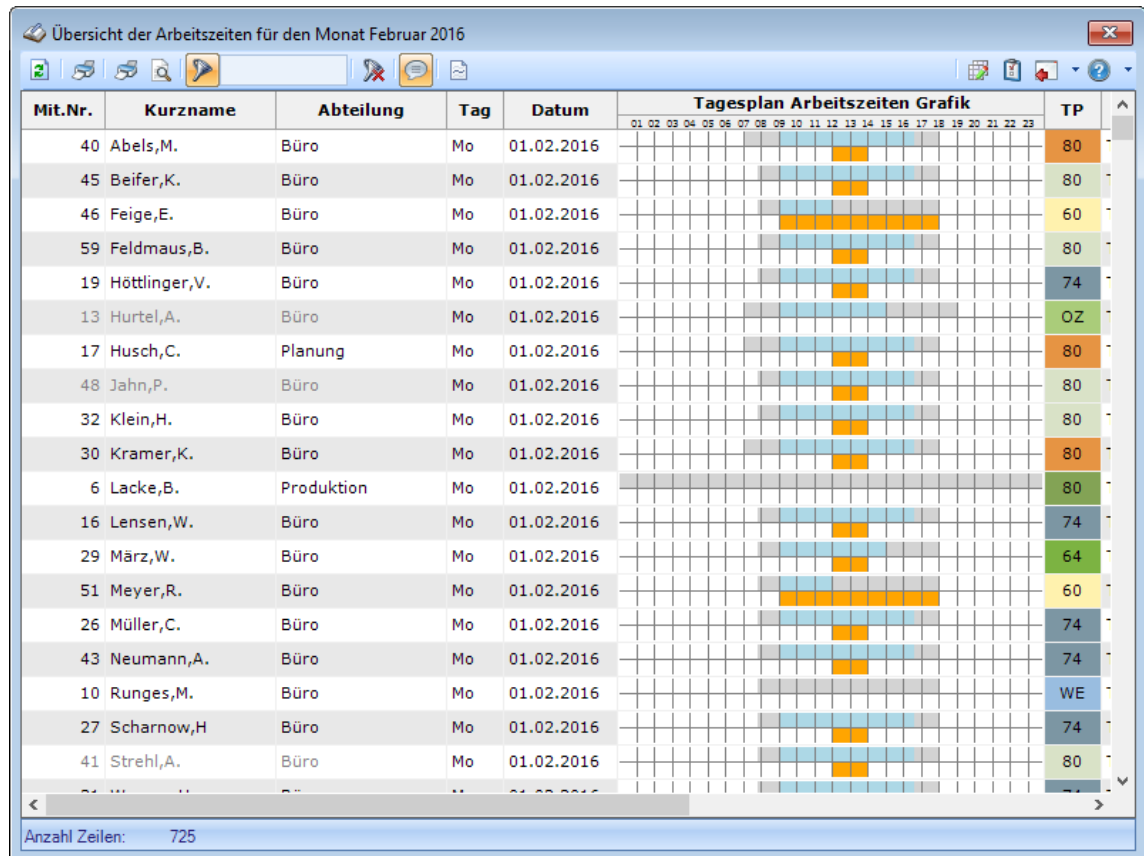 Übersicht der Arbeitszeiten für den Monat Februar 2016
Mit.Nr. Kurzname Abteilung Tag Datum Tagesplan Arbeitszeiten Grafik TP
01 02 03 04 05 06 07 08 09 10 11 12 13 14 15 16 17 18 19 20 21 22 23
40 Abels,M. Büro Mo 01.02.2016 80
45 Beifer,K. Büro Mo 01.02.2016 80
46 Feige,E. Büro Mo 01.02.2016 60
59 Feldmaus,B. Büro Mo 01.02.2016 80
19 Höttlinger,V. Büro Mo 01.02.2016 74
13 Hurtel,A. Büro Mo 01.02.2016 OZ
17 Husch,C. Planung Mo 01.02.2016 80
48 Jahn,P. Büro Mo 01.02.2016 80
32 Klein,H. Büro Mo 01.02.2016 80
30 Kramer,K. Büro Mo 01.02.2016 80
6 Lacke,B. Produktion Mo 01.02.2016 80
16 Lensen,W. Büro Mo 01.02.2016 74
29 März,W. Büro Mo 01.02.2016 64
51 Meyer,R. Büro Mo 01.02.2016 60
26 Müller,C. Büro Mo 01.02.2016 74
43 Neumann,A. Büro Mo 01.02.2016 74
10 Runges,M. Büro Mo 01.02.2016 WE
27 Scharnow,H Büro Mo 01.02.2016 74
41 Strehl,A. Büro Mo 01.02.2016 80
Anzahl Zeilen: 725